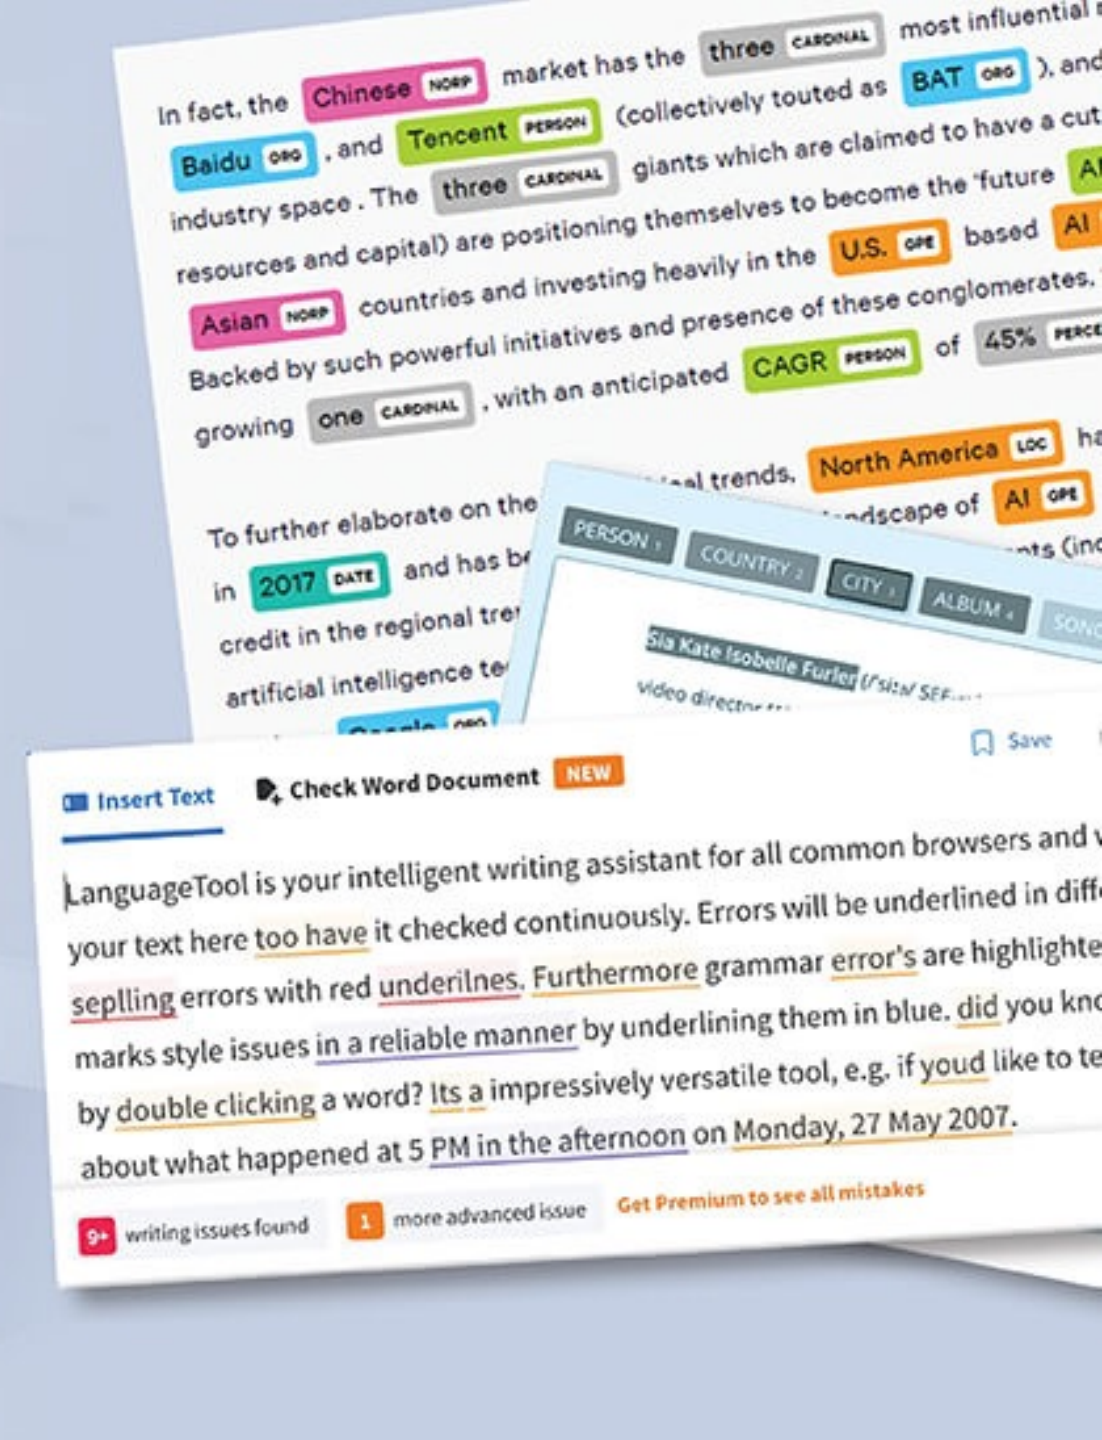 In fact, the Chinese NORP market has the three CARDINAL most influential
Baidu ORG , and Tencent PERSON (collectively touted as BAT ORG ), and
industry space . The three CARDINAL giants which are claimed to have a cut
resources and capital) are positioning themselves to become the 'future
Asian NORP countries and investing heavily in the U.S. GPE based AI
Backed by such powerful initiatives and presence of these conglomerates,
growing one CARDINAL , with an anticipated CAGR PERSON of 45%
To further elaborate on the trends, North America LOC
in 2017 DATE and has of AI GPE
credit in the regional
artificial intelligence
Google ORG
PERSON 1 COUNTRY 2 CITY 3 ALBUM 4
Sia Kate Isobelle Furler
video director
Save
Insert Text Check Word Document NEW
LanguageTool is your intelligent writing assistant for all common browsers and
your text here too have it checked continuously. Errors will be underlined in
seplling errors with red underilnes. Furthermore grammar error's are
marks style issues in a reliable manner by underlining them in blue. did you
by double clicking a word? Its a impressively versatile tool, e.g. if youd like to
about what happened at 5 PM in the afternoon on Monday, 27 May 2007.
9+ writing issues found 1 more advanced issue Get Premium to see all mistakes